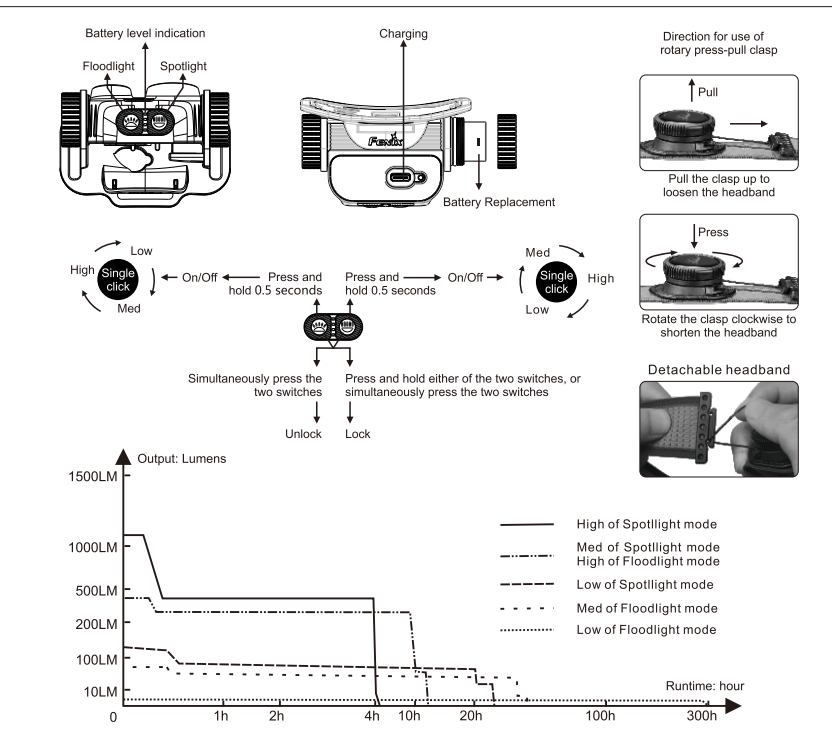 Battery level indication
Floodlight
Spotlight
Charging
FENIX
Battery Replacement
Direction for use of
rotary press-pull clasp
Pull
Pull the clasp up to
loosen the headband
Press
Rotate the clasp clockwise to
shorten the headband
Detachable headband
Low
High
Single
click
Med
On/Off
Press and
hold 0.5 seconds
Press and
hold 0.5 seconds
On/Off
Med
Single
click
High
Low
Simultaneously press the
two switches
Press and hold either of the two switches, or
simultaneously press the two switches
Unlock
Lock
Output: Lumens
1500LM
1000LM
500LM
200LM
100LM
10LM
0
1h
2h
4h
10h
20h
100h
300h
Runtime: hour
High of Spotllight mode
Med of Spotllight mode
High of Floodlight mode
Low of Spotllight mode
Med of Floodlight mode
Low of Floodlight mode